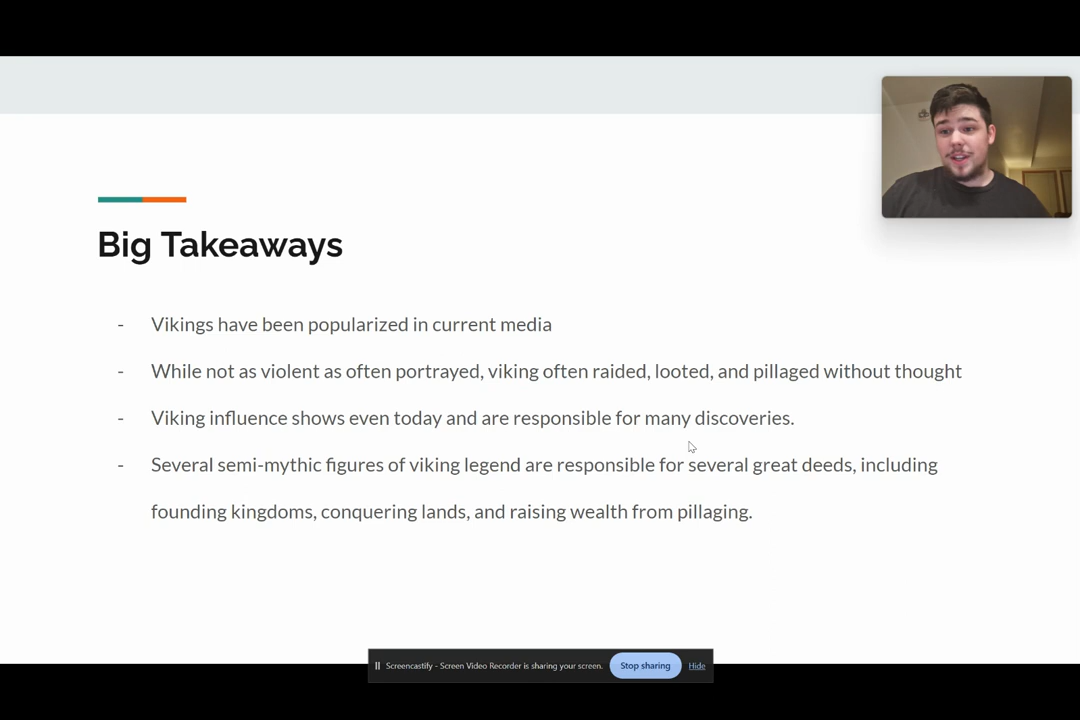 Big Takeaways
- Vikings have been popularized in current media
- While not as violent as often portrayed, viking often raided, looted, and pillaged without thought
- Viking influence shows even today and are responsible for many discoveries.
- Several semi-mythic figures of viking legend are responsible for several great deeds, including
founding kingdoms, conquering lands, and raising wealth from pillaging.
Screencastify - Screen Video Recorder is sharing your screen. Stop sharing Hide